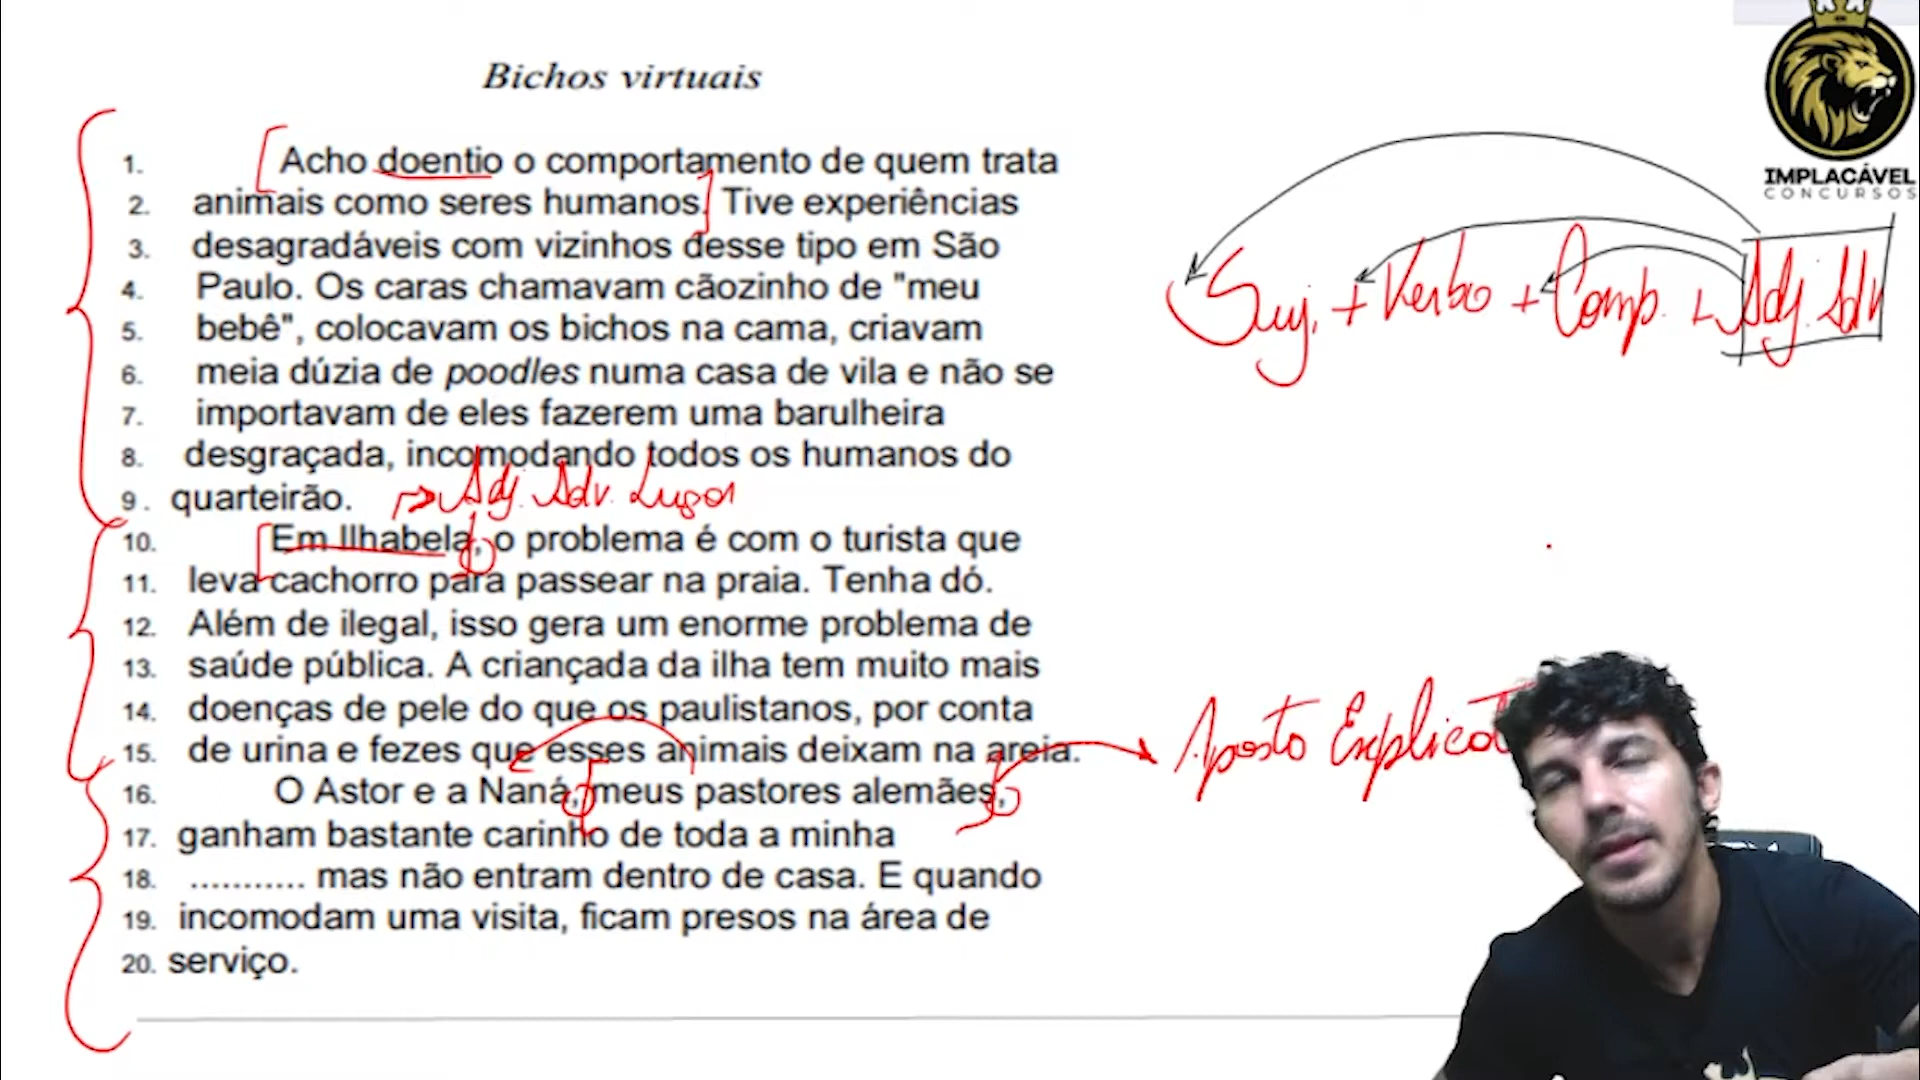 Bichos virtuais
IMPLACÁVEL
CONCURSOS
1. Acho doentio o comportamento de quem trata
2. animais como seres humanos. Tive experiências
3. desagradáveis com vizinhos desse tipo em São
4. Paulo. Os caras chamavam cãozinho de "meu
5. bebê", colocavam os bichos na cama, criavam
6. meia dúzia de poodles numa casa de vila e não se
7. importavam de eles fazerem uma barulheira
8. desgraçada, incomodando todos os humanos do
9. quarteirão.
Adj. Adv. Lugar
10. Em Ilhabela, o problema é com o turista que
11. leva cachorro para passear na praia. Tenha dó.
12. Além de ilegal, isso gera um enorme problema de
13. saúde pública. A criançada da ilha tem muito mais
14. doenças de pele do que os paulistanos, por conta
15. de urina e fezes que esses animais deixam na areia.
16. O Astor e a Naná, meus pastores alemães,
17. ganham bastante carinho de toda a minha
18. ........... mas não entram dentro de casa. E quando
19. incomodam uma visita, ficam presos na área de
20. serviço.
Suj. + Verbo + Comp. + Adj. Adv
Aposto Explicat